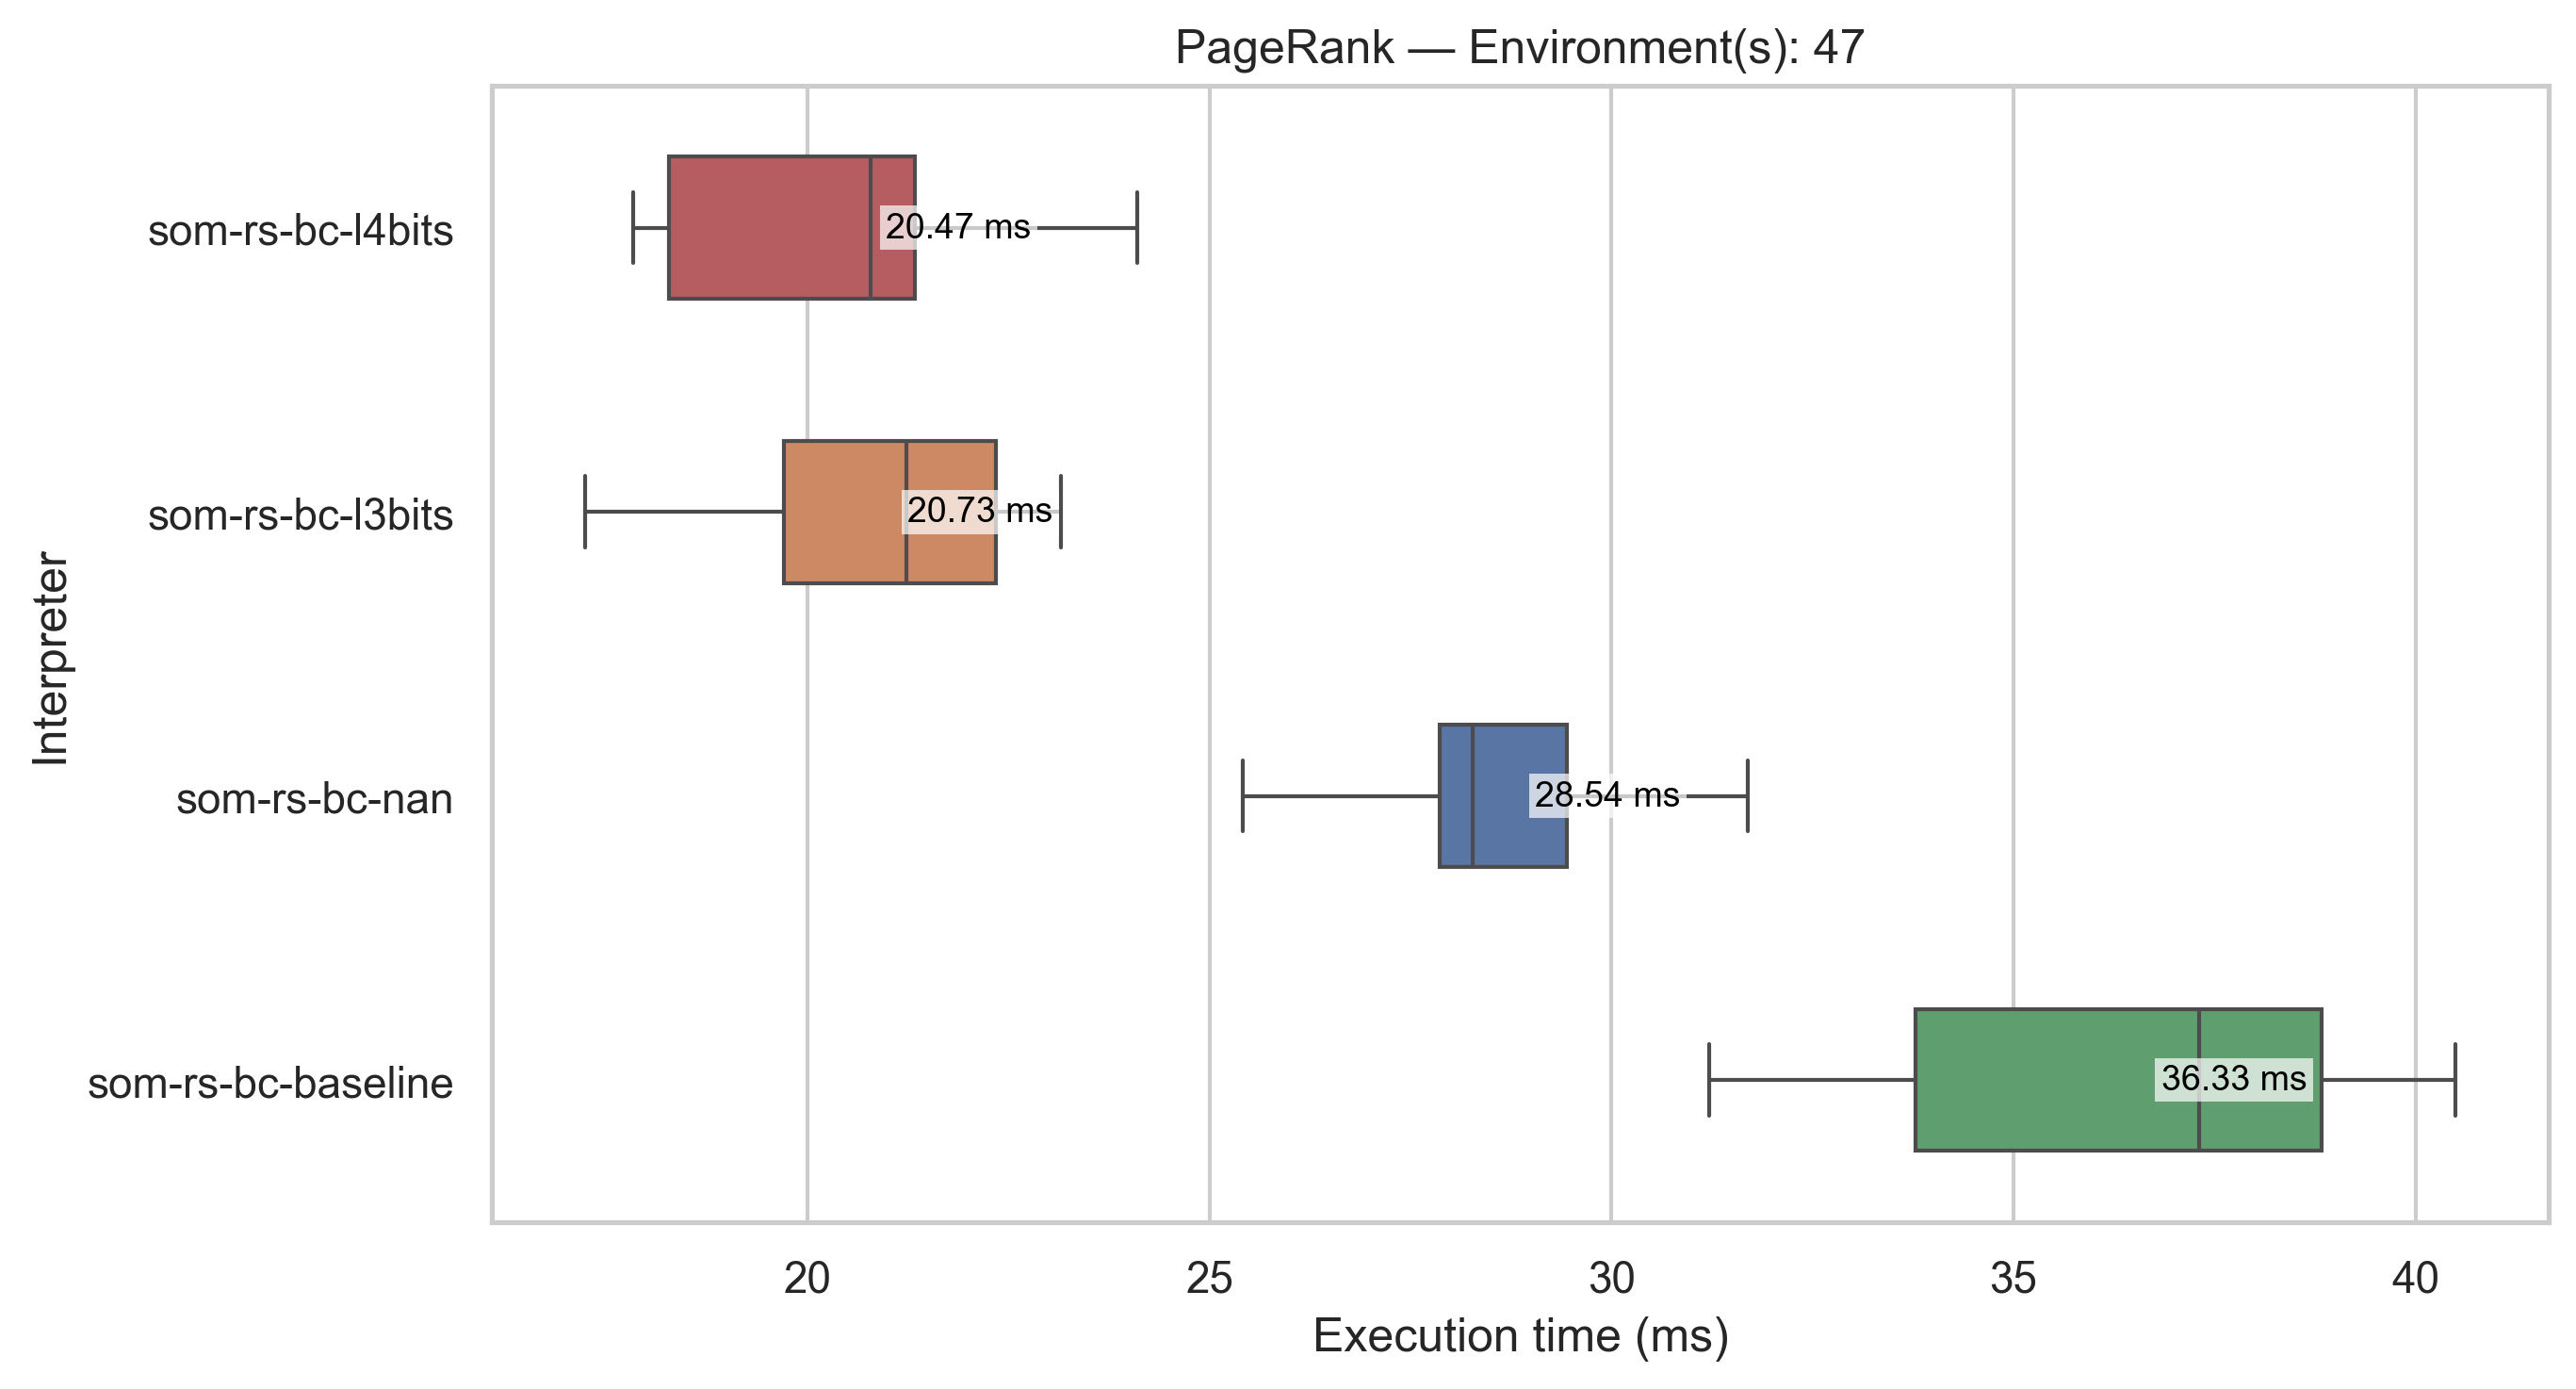 PageRank — Environment(s): 47
som-rs-bc-l4bits
20.47 ms
som-rs-bc-l3bits
20.73 ms
som-rs-bc-nan
28.54 ms
som-rs-bc-baseline
36.33 ms
Interpreter
20 25 30 35 40
Execution time (ms)